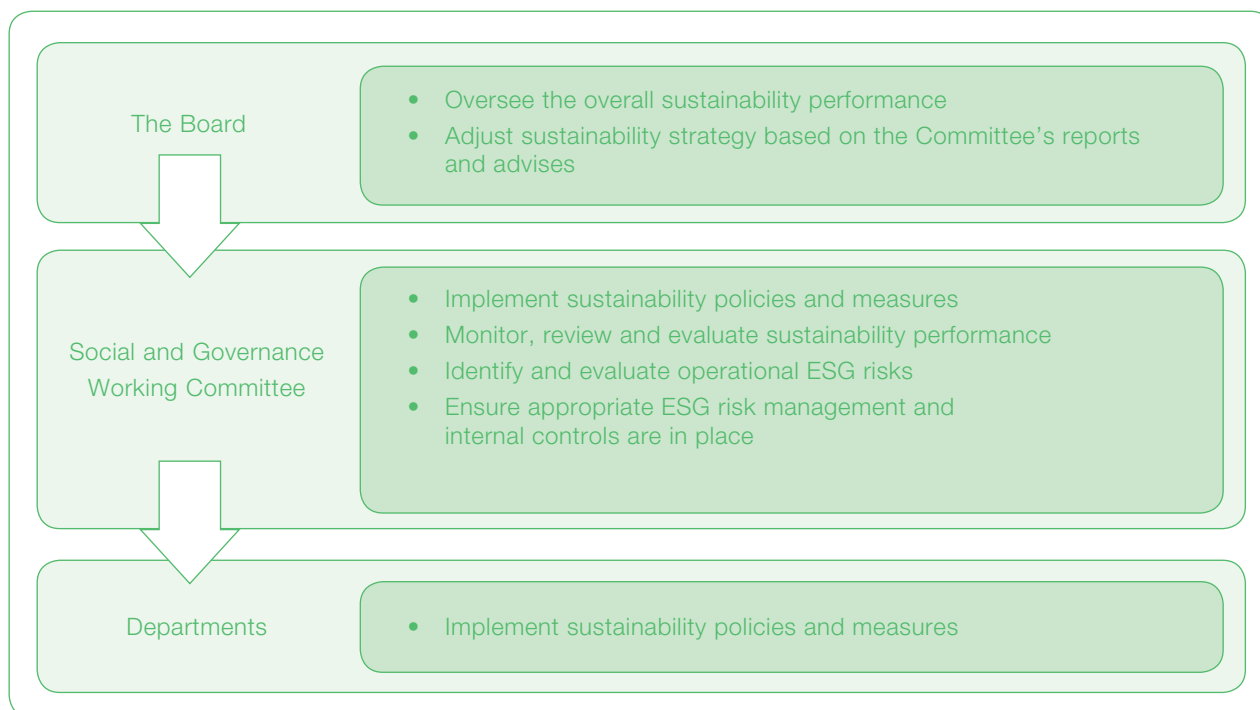 The Board
• Oversee the overall sustainability performance
• Adjust sustainability strategy based on the Committee’s reports
and advises
Social and Governance
Working Committee
• Implement sustainability policies and measures
• Monitor, review and evaluate sustainability performance
• Identify and evaluate operational ESG risks
• Ensure appropriate ESG risk management and
internal controls are in place
Departments
• Implement sustainability policies and measures